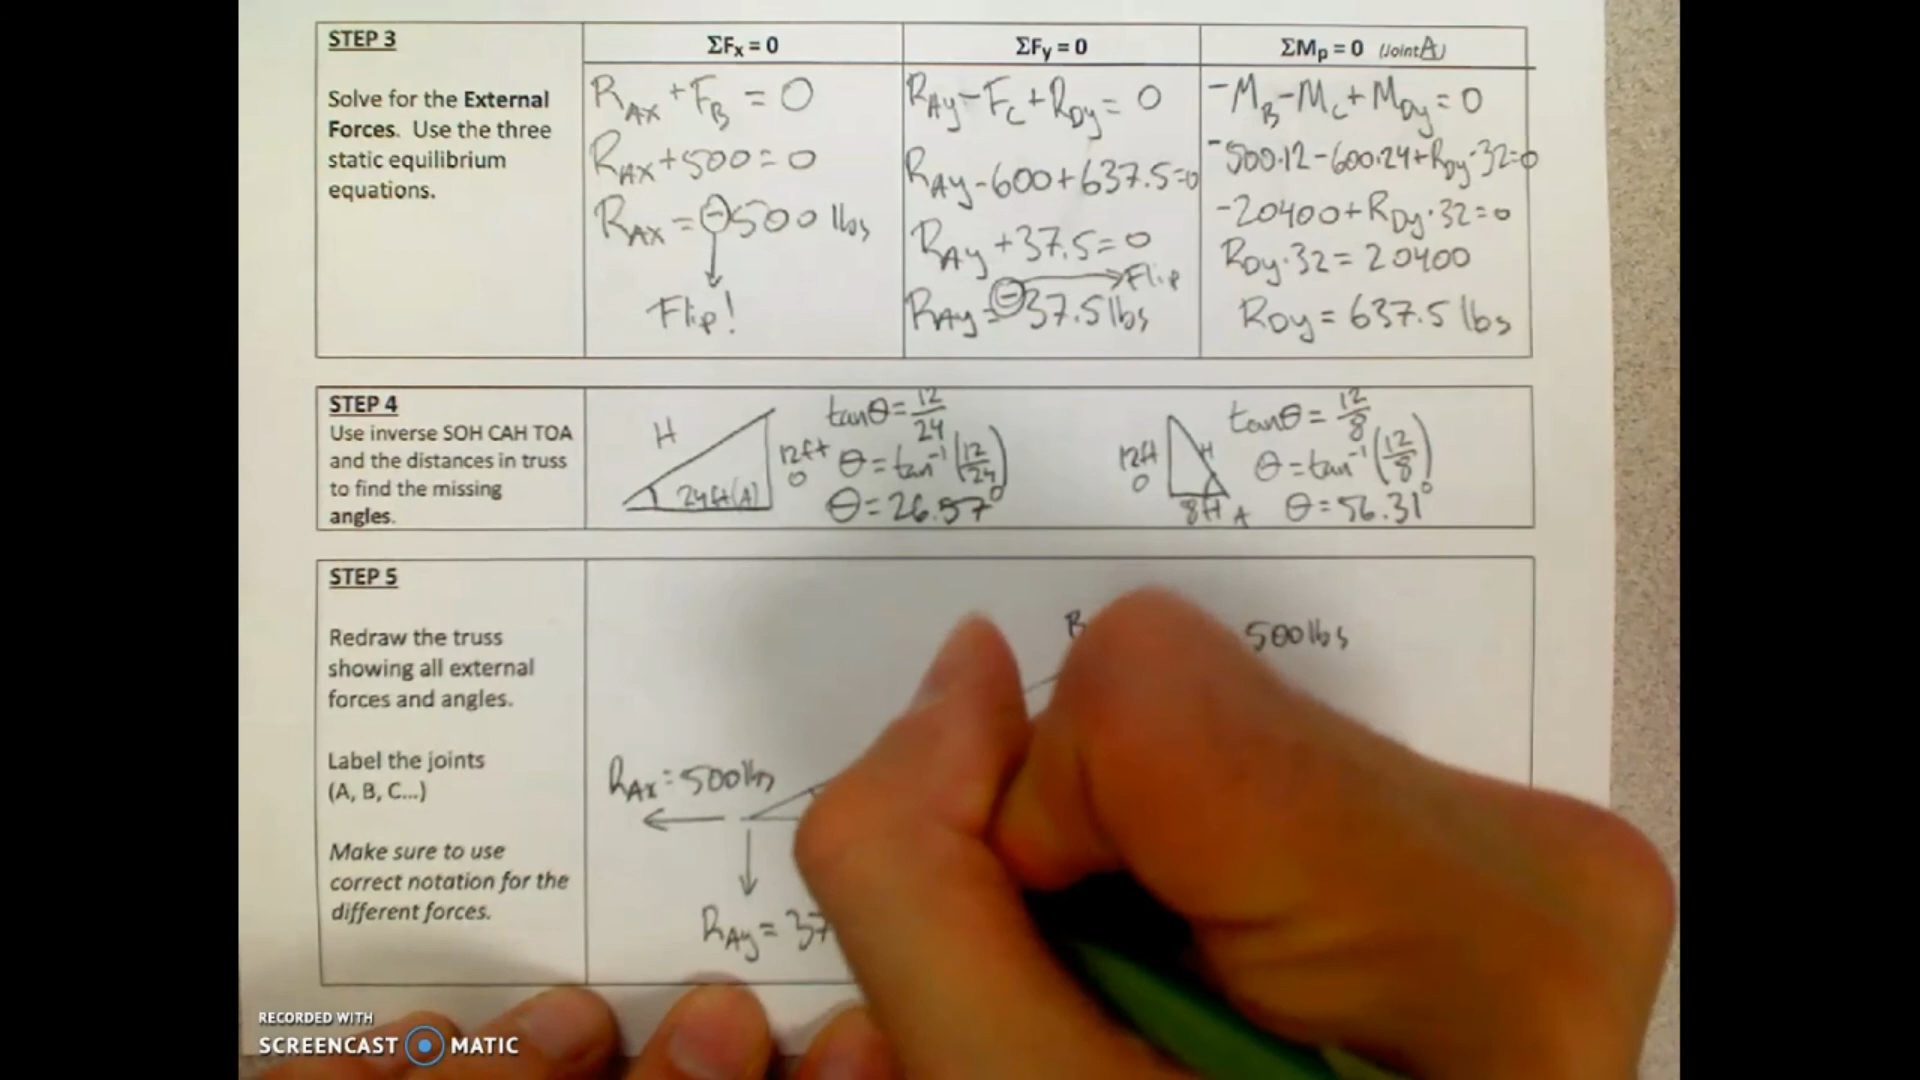 STEP 3
Solve for the External
Forces. Use the three
static equilibrium
equations.
ΣFx = 0
RAx + FB = 0
RAx + 500 = 0
RAx = -500 lbs
Flip!
ΣFy = 0
RAy - FC + RDy = 0
RAy - 600 + 637.5 = 0
RAy + 37.5 = 0
Flip
RAy = -37.5 lbs
ΣMp = 0 (Joint A)
-MB - MC + MDy = 0
-500·12 - 600·24 + RDy·32 = 0
-20400 + RDy·32 = 0
RDy·32 = 20400
RDy = 637.5 lbs
STEP 4
Use inverse SOH CAH TOA
and the distances in truss
to find the missing
angles.
H
12ft
O
24ft(A)
tanθ = 12/24
θ = tan⁻¹(12/24)
θ = 26.57°
12ft
O
H
8ft A
tanθ = 12/8
θ = tan⁻¹(12/8)
θ = 56.31°
STEP 5
Redraw the truss
showing all external
forces and angles.
Label the joints
(A, B, C...)
Make sure to use
correct notation for the
different forces.
B
500lbs
RAx = 500lbs
RAy = 37
RECORDED WITH
SCREENCAST MATIC